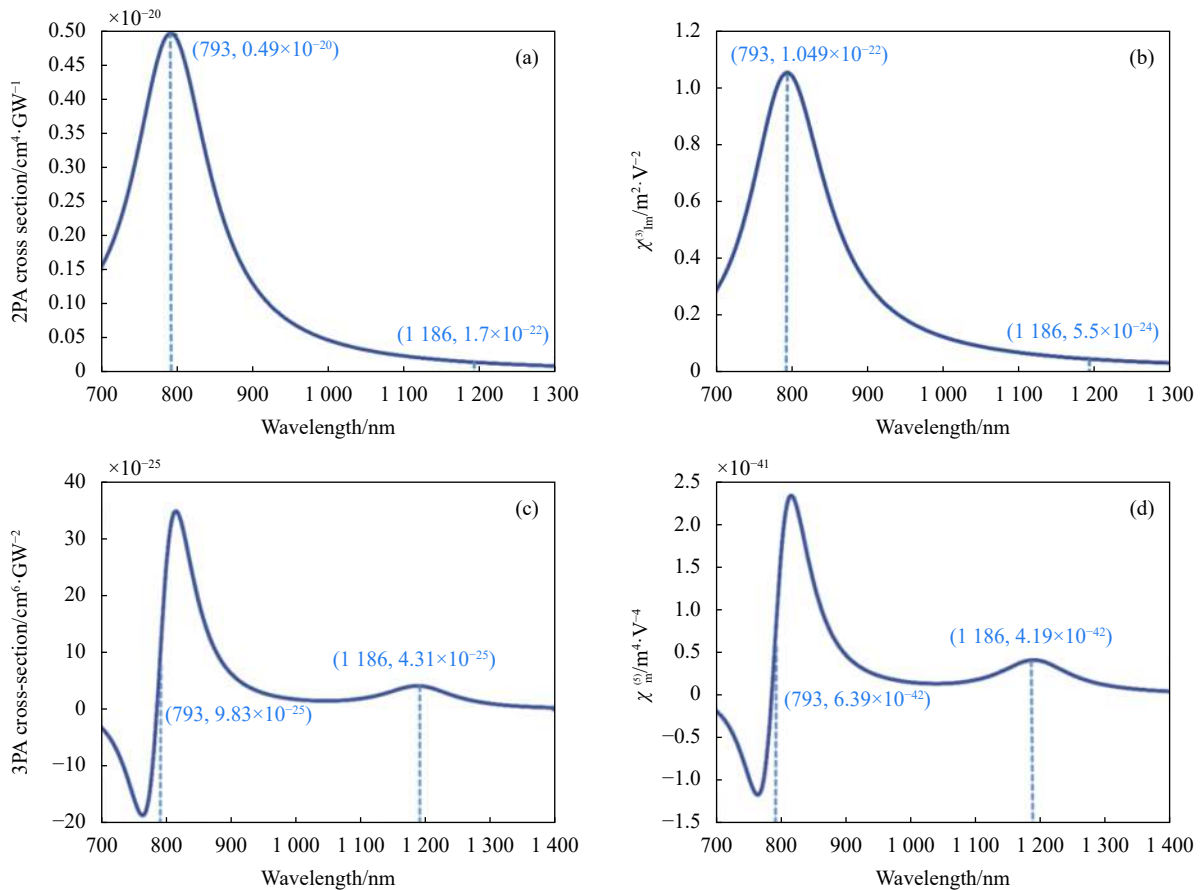 ×10⁻²⁰
(a)
2PA cross section/cm⁴·GW⁻¹
0.50
0.45
0.40
0.35
0.30
0.25
0.20
0.15
0.10
0.05
0
(793, 0.49×10⁻²⁰)
(1 186, 1.7×10⁻²²)
700 800 900 1 000 1 100 1 200 1 300
Wavelength/nm
(b)
χ⁽³⁾Im/m²·V⁻²
1.2
1.0
0.8
0.6
0.4
0.2
0
(793, 1.049×10⁻²²)
(1 186, 5.5×10⁻²⁴)
700 800 900 1 000 1 100 1 200 1 300
Wavelength/nm
×10⁻²⁵
(c)
3PA cross-section/cm⁶·GW⁻²
40
30
20
10
0
−10
−20
(1 186, 4.31×10⁻²⁵)
(793, 9.83×10⁻²⁵)
700 800 900 1 000 1 100 1 200 1 300 1 400
Wavelength/nm
×10⁻⁴¹
(d)
χ⁽⁵⁾m/m⁴·V⁻⁴
2.5
2.0
1.5
1.0
0.5
0
−0.5
−1.0
−1.5
(1 186, 4.19×10⁻⁴²)
(793, 6.39×10⁻⁴²)
700 800 900 1 000 1 100 1 200 1 300 1 400
Wavelength/nm